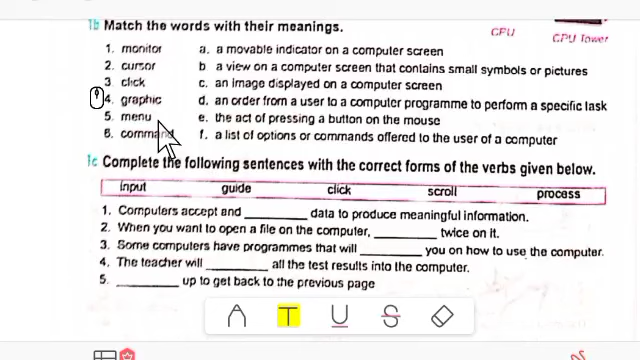 CPU
CPU Tower
1b Match the words with their meanings.
1. monitor a. a movable indicator on a computer screen
2. cursor b a view on a computer screen that contains small symbols or pictures
3. click c. an image displayed on a computer screen
4. graphic d. an order from a user to a computer programme to perform a specific task
5. menu e. the act of pressing a button on the mouse
6. command f. a list of options or commands offered to the user of a computer
1c Complete the following sentences with the correct forms of the verbs given below.
input guide click scroll process
1. Computers accept and ________ data to produce meaningful information.
2. When you want to open a file on the computer, ________ twice on it.
3. Some computers have programmes that will ________ you on how to use the computer.
4. The teacher will ________ all the test results into the computer.
5. ________ up to get back to the previous page
A T U S